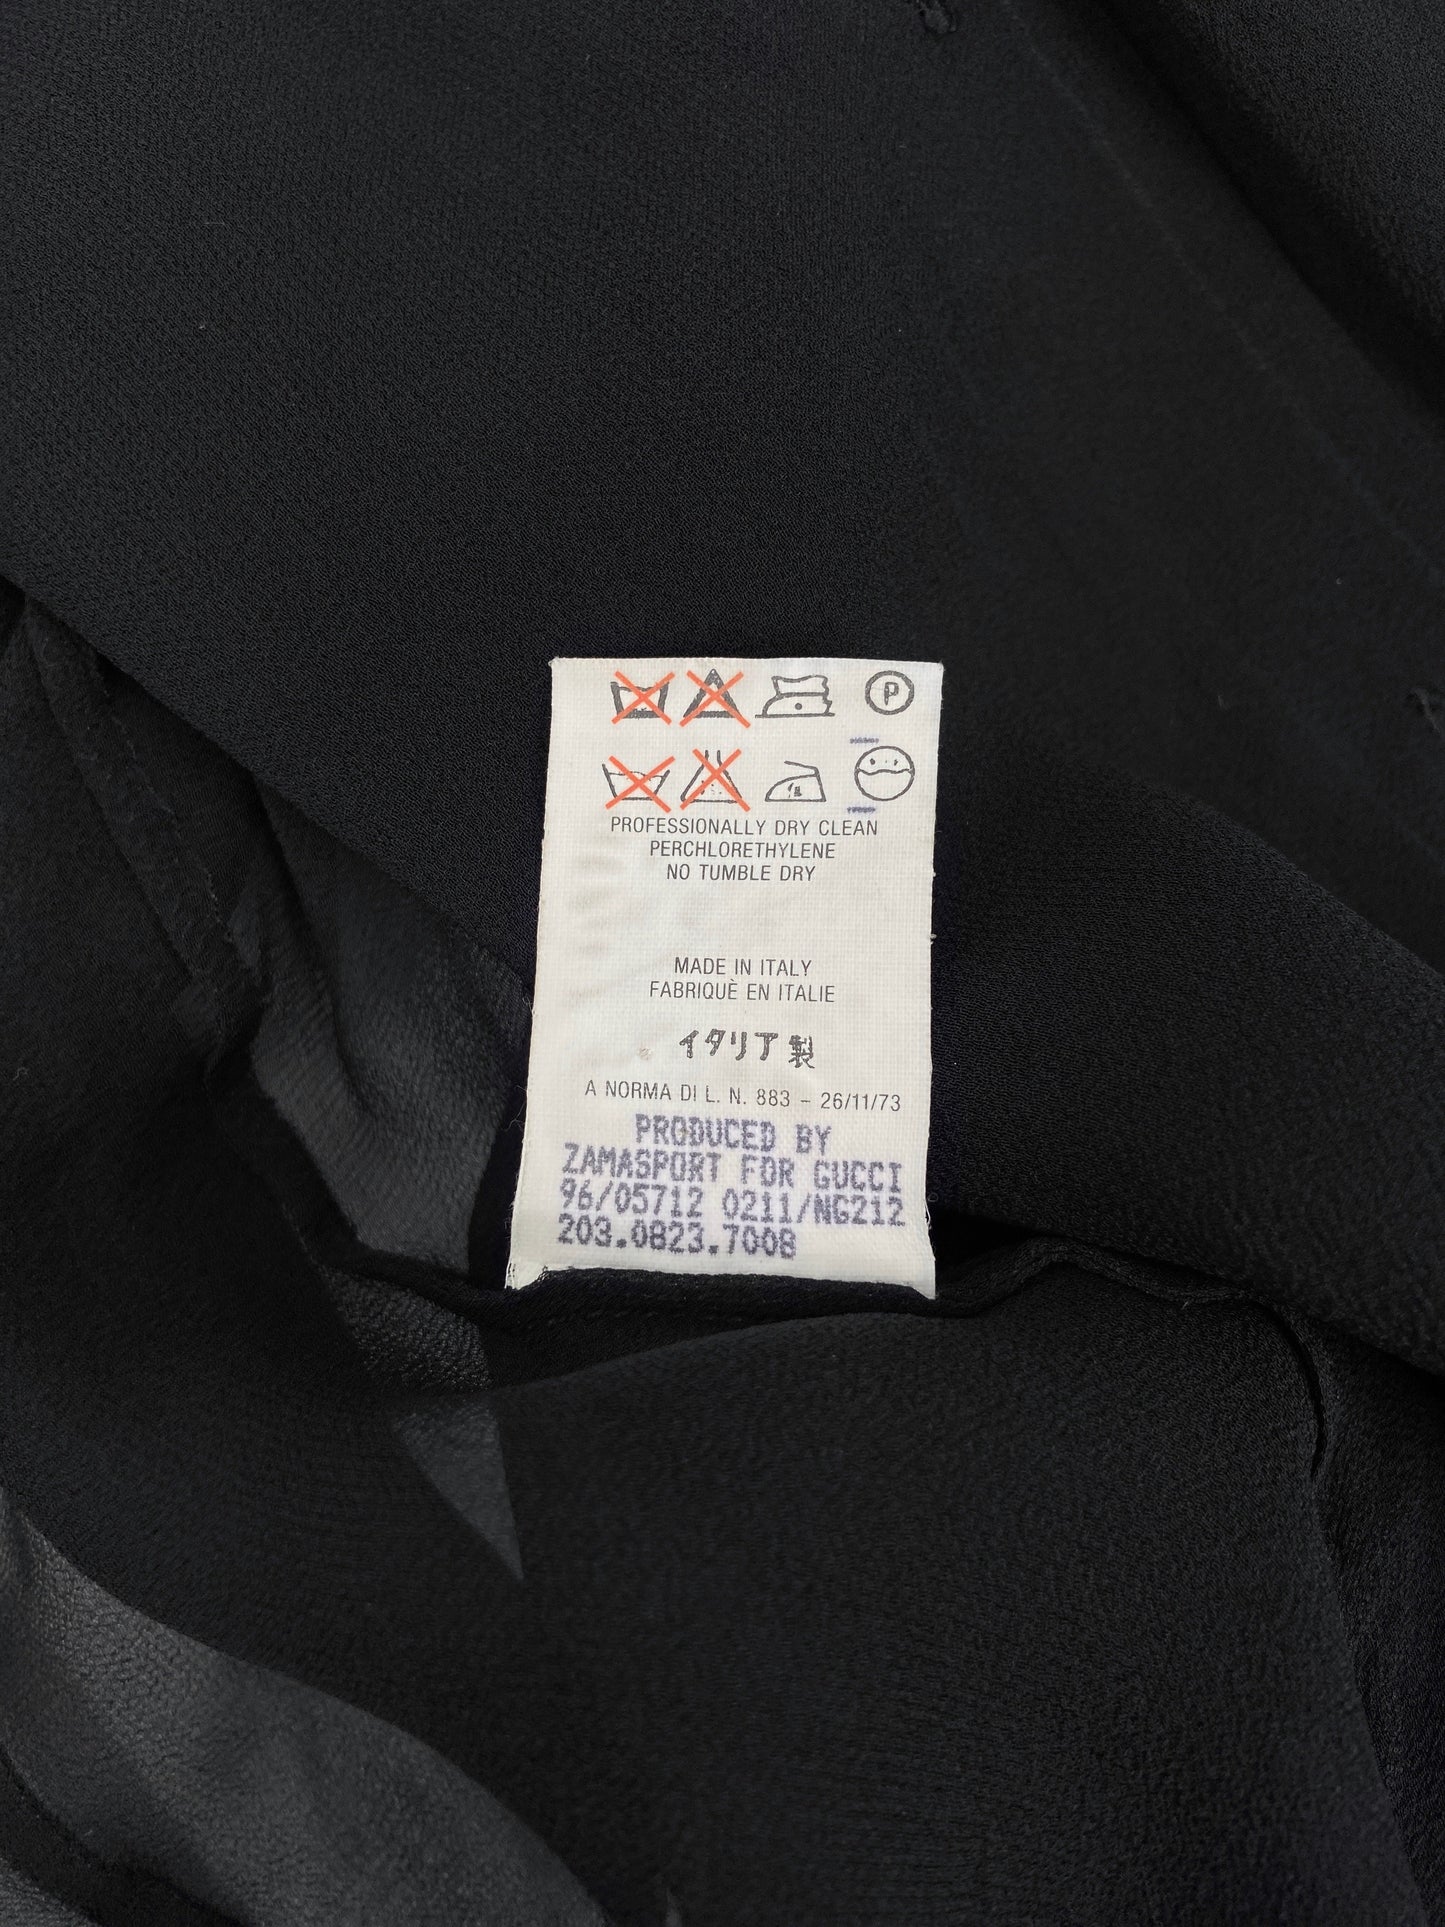 P
PROFESSIONALLY DRY CLEAN
PERCHLORETHYLENE
NO TUMBLE DRY
MADE IN ITALY
FABRIQUÈ EN ITALIE
イタリア製
A NORMA DI L. N. 883 - 26/11/73
PRODUCED BY
ZAMASPORT FOR GUCCI
96/05712 0211/NG212
203.0823.7008